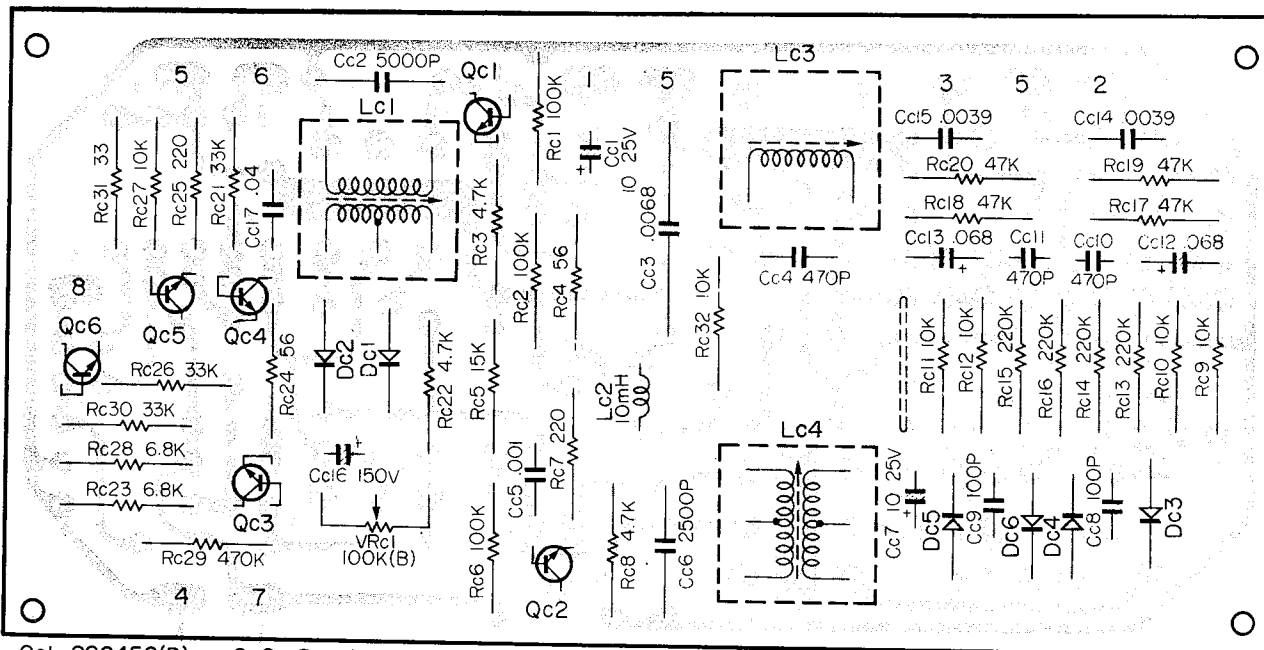 Cc2 5000P
Qc1
Lc3
5
6
1
5
3
5
2
Lc1
Rc1 100K
Cc1 10 25V
Cc15 .0039
Cc14 .0039
Rc31 33
Rc27 10K
Rc25 220
Rc21 33K
Cc17 .04
Rc3 4.7K
Rc20 47K
Rc19 47K
Rc18 47K
Rc17 47K
Rc2 100K
Rc4 56
Cc3 .0068
Cc4 470P
Cc13 .068
+
Cc11
470P
Cc10
470P
Cc12 .068
+
8
Qc6
Qc5
Qc4
Rc24 56
Dc2
Dc1
Rc22 4.7K
Rc5 15K
Rc32 10K
Rc11 10K
Rc12 10K
Rc15 220K
Rc16 220K
Rc14 220K
Rc13 220K
Rc10 10K
Rc9 10K
Rc26 33K
Rc30 33K
Rc28 6.8K
Rc23 6.8K
Lc2
10mH
Lc4
+
Cc16 150V
Cc5 .001
Rc7 220
Qc3
VRc1
100K(B)
Rc6 100K
Rc8 4.7K
Cc6 2500P
Cc7 10 25V
+
Dc5
Cc9 100P
Dc6
Dc4
Cc8 100P
Dc3
Rc29 470K
Qc2
4
7